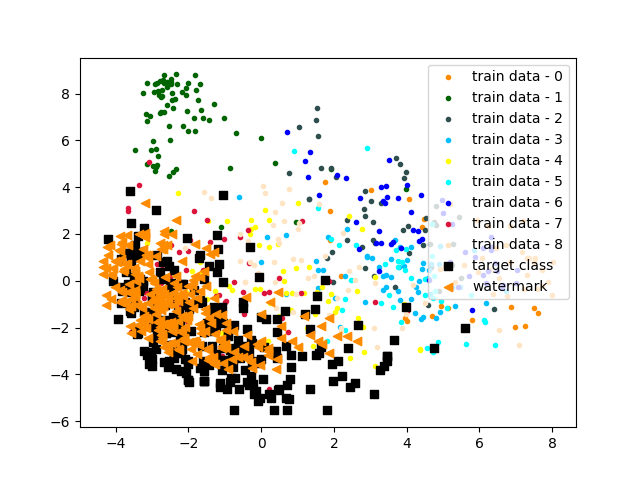 train data - 0
train data - 1
train data - 2
train data - 3
train data - 4
train data - 5
train data - 6
train data - 7
train data - 8
target class
watermark
8
6
4
2
0
−2
−4
−6
−4
−2
0
2
4
6
8